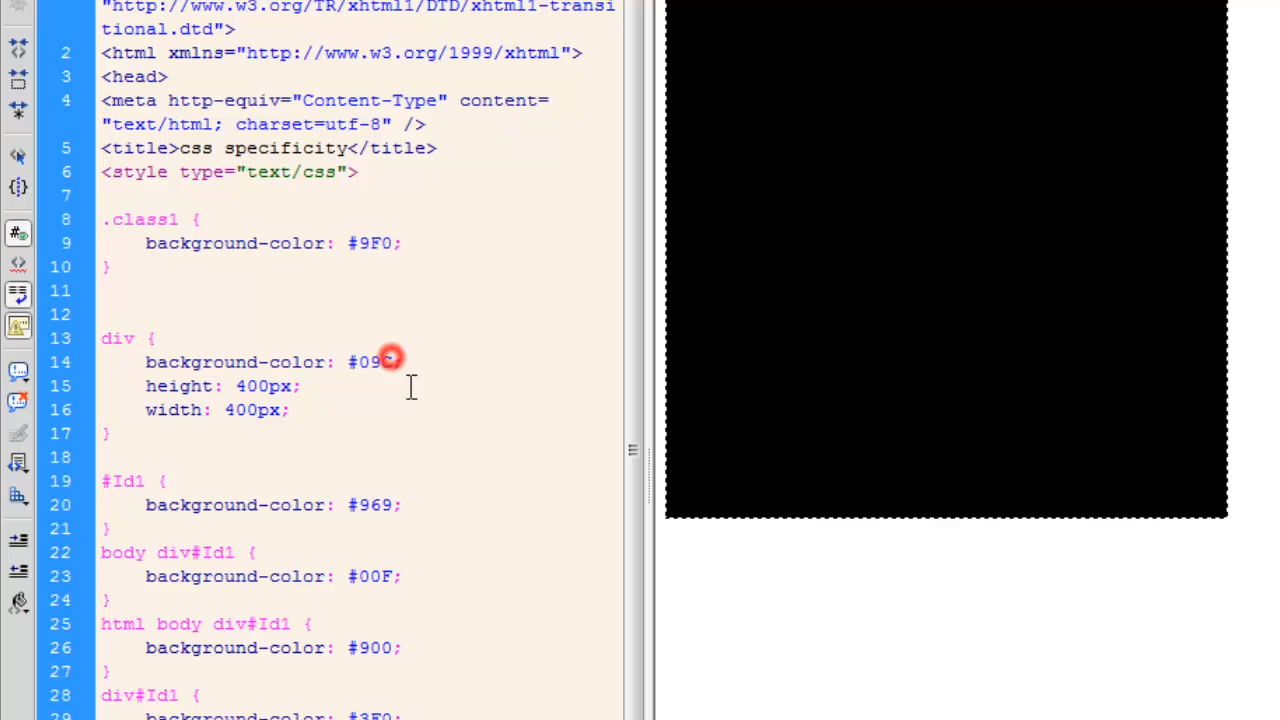 "http://www.w3.org/TR/xhtml1/DTD/xhtml1-transi
tional.dtd">
2 <html xmlns="http://www.w3.org/1999/xhtml">
3 <head>
4 <meta http-equiv="Content-Type" content=
"text/html; charset=utf-8" />
5 <title>css specificity</title>
6 <style type="text/css">
7
8 .class1 {
9 background-color: #9F0;
10 }
11
12
13 div {
14 background-color: #09C;
15 height: 400px;
16 width: 400px;
17 }
18
19 #Id1 {
20 background-color: #969;
21 }
22 body div#Id1 {
23 background-color: #00F;
24 }
25 html body div#Id1 {
26 background-color: #900;
27 }
28 div#Id1 {
29 background-color: #3F0;